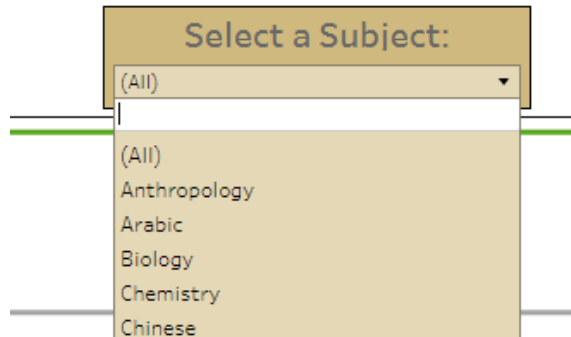 Select a Subject:
(All)
(All)
Anthropology
Arabic
Biology
Chemistry
Chinese